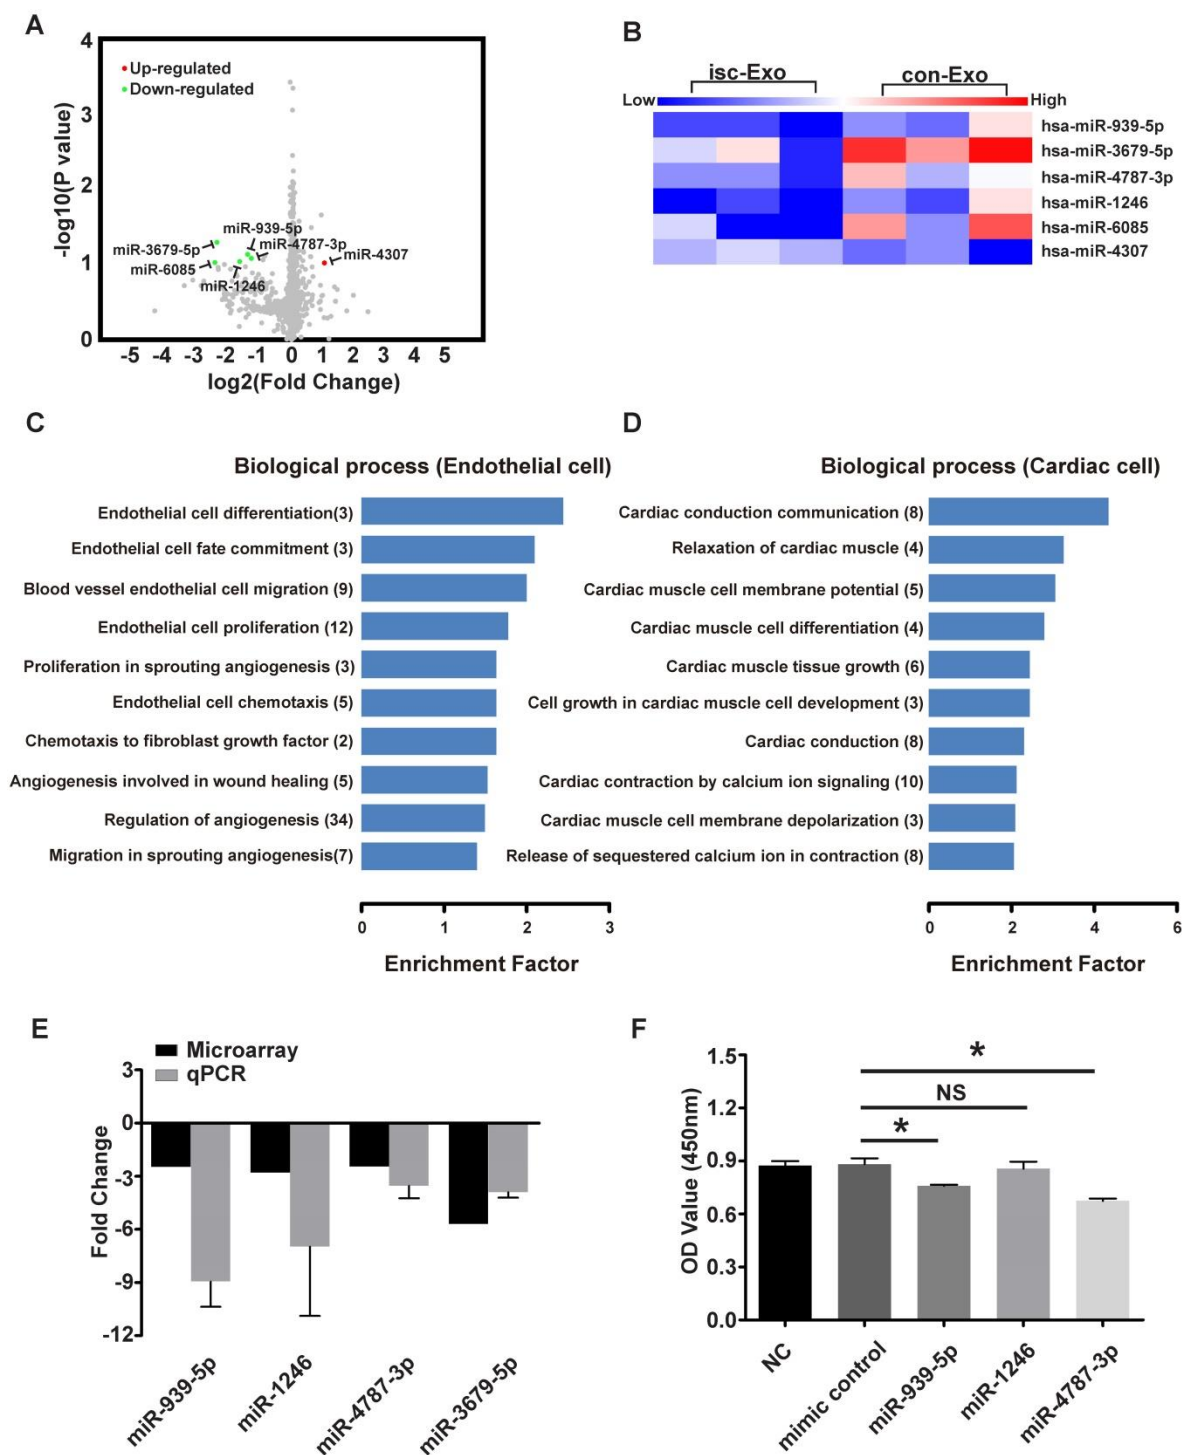 A
4
3
2
1
0
-log10(P value)
Up-regulated
Down-regulated
miR-939-5p
miR-3679-5p
miR-4787-3p
miR-4307
miR-6085
miR-1246
-5 -4 -3 -2 -1 0 1 2 3 4 5
log2(Fold Change)
B
isc-Exo con-Exo
Low High
hsa-miR-939-5p
hsa-miR-3679-5p
hsa-miR-4787-3p
hsa-miR-1246
hsa-miR-6085
hsa-miR-4307
C
Biological process (Endothelial cell)
Endothelial cell differentiation(3)
Endothelial cell fate commitment (3)
Blood vessel endothelial cell migration (9)
Endothelial cell proliferation (12)
Proliferation in sprouting angiogenesis (3)
Endothelial cell chemotaxis (5)
Chemotaxis to fibroblast growth factor (2)
Angiogenesis involved in wound healing (5)
Regulation of angiogenesis (34)
Migration in sprouting angiogenesis(7)
0 1 2 3
Enrichment Factor
D
Biological process (Cardiac cell)
Cardiac conduction communication (8)
Relaxation of cardiac muscle (4)
Cardiac muscle cell membrane potential (5)
Cardiac muscle cell differentiation (4)
Cardiac muscle tissue growth (6)
Cell growth in cardiac muscle cell development (3)
Cardiac conduction (8)
Cardiac contraction by calcium ion signaling (10)
Cardiac muscle cell membrane depolarization (3)
Release of sequestered calcium ion in contraction (8)
0 2 4 6
Enrichment Factor
E
Microarray
qPCR
3
0
-3
-6
-9
-12
Fold Change
miR-939-5p
miR-1246
miR-4787-3p
miR-3679-5p
F
1.5
1.2
0.9
0.6
0.3
0.0
OD Value (450nm)
*
NS
*
NC
mimic control
miR-939-5p
miR-1246
miR-4787-3p